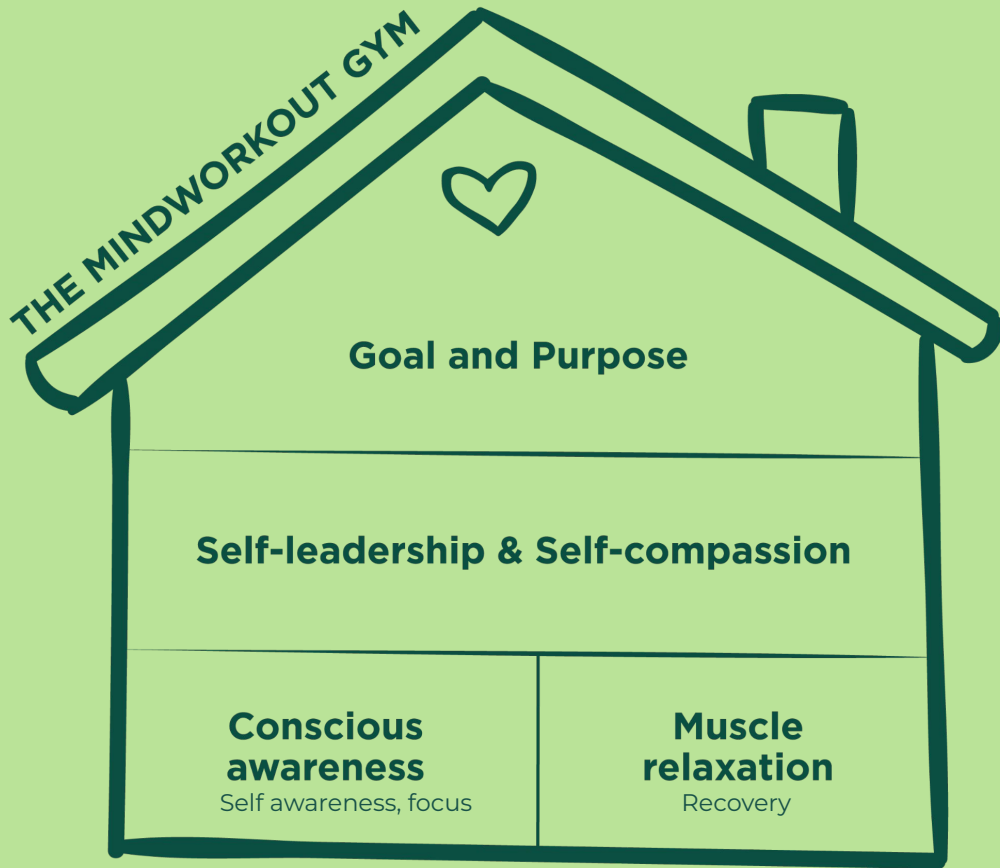 THE MINDWORKOUT GYM
Goal and Purpose
Self-leadership & Self-compassion
Conscious
awareness
Self awareness, focus
Muscle
relaxation
Recovery